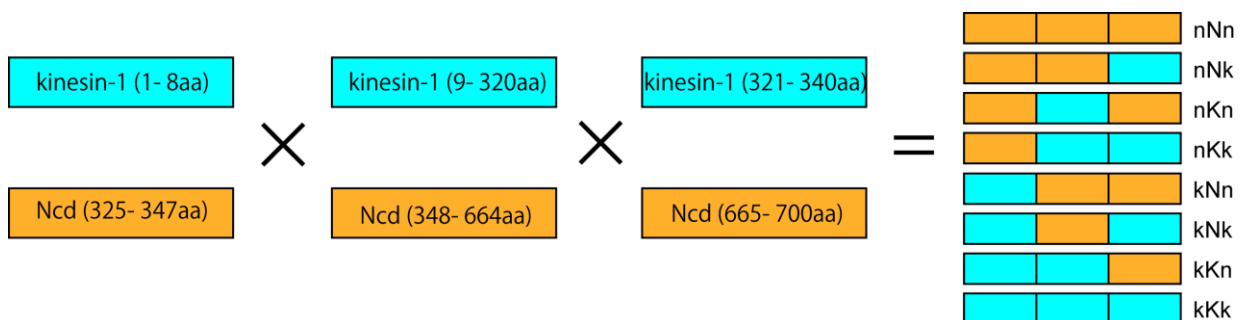 kinesin-1 (1- 8aa)
kinesin-1 (9- 320aa)
kinesin-1 (321- 340aa)
×
×
=
Ncd (325- 347aa)
Ncd (348- 664aa)
Ncd (665- 700aa)
nNn
nNk
nKn
nKk
kNn
kNk
kKn
kKk